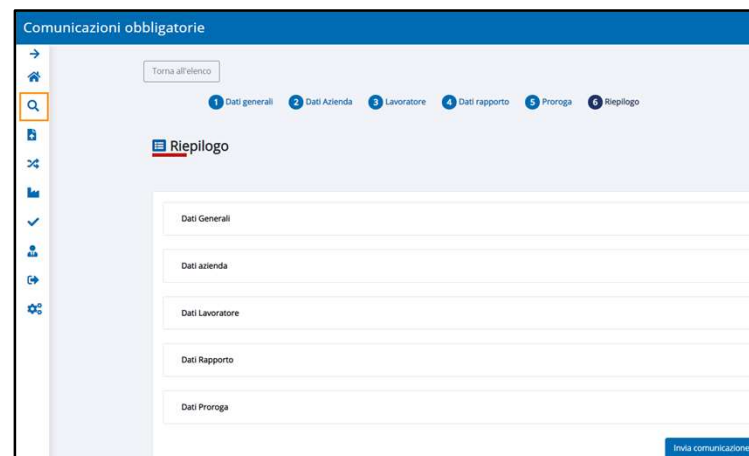 Comunicazioni obbligatorie
Torna all'elenco
1 Dati generali 2 Dati Azienda 3 Lavoratore 4 Dati rapporto 5 Proroga 6 Riepilogo
Riepilogo
Dati Generali
Dati azienda
Dati Lavoratore
Dati Rapporto
Dati Proroga
Invia comunicazione